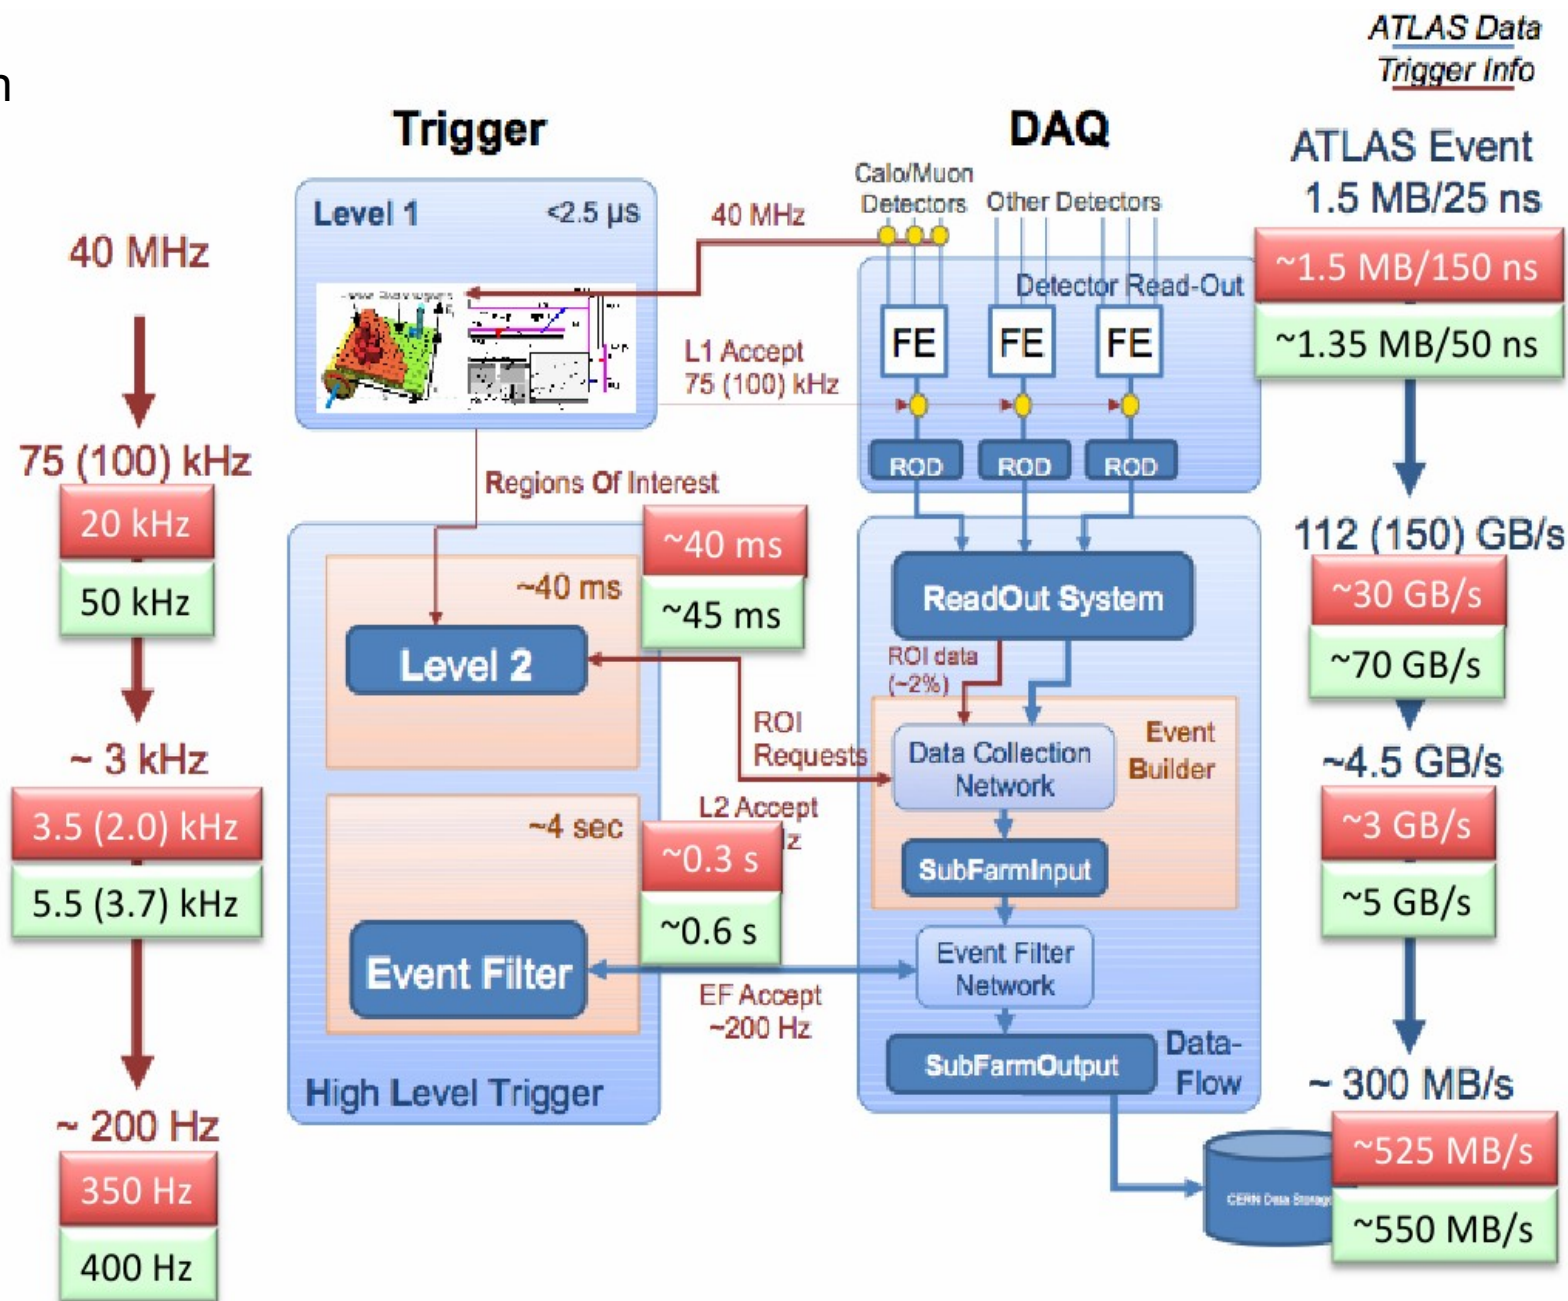 n
ATLAS Data
Trigger Info
Trigger
DAQ
ATLAS Event
1.5 MB/25 ns
~1.5 MB/150 ns
~1.35 MB/50 ns
112 (150) GB/s
~30 GB/s
~70 GB/s
~4.5 GB/s
~3 GB/s
~5 GB/s
~ 300 MB/s
~525 MB/s
~550 MB/s
40 MHz
75 (100) kHz
20 kHz
50 kHz
~ 3 kHz
3.5 (2.0) kHz
5.5 (3.7) kHz
~ 200 Hz
350 Hz
400 Hz
Level 1
<2.5 µs
40 MHz
L1 Accept
75 (100) kHz
Regions Of Interest
~40 ms
~40 ms
~45 ms
Level 2
ROI
Requests
L2 Accept
~4 sec
~0.3 s
~0.6 s
Event Filter
EF Accept
~200 Hz
High Level Trigger
Calo/Muon
Detectors
Other Detectors
Detector Read-Out
FE
FE
FE
ROD
ROD
ROD
ReadOut System
ROI data
(~2%)
Event
Builder
Data Collection
Network
SubFarmInput
Event Filter
Network
SubFarmOutput
Data-
Flow
CERN Data Storage